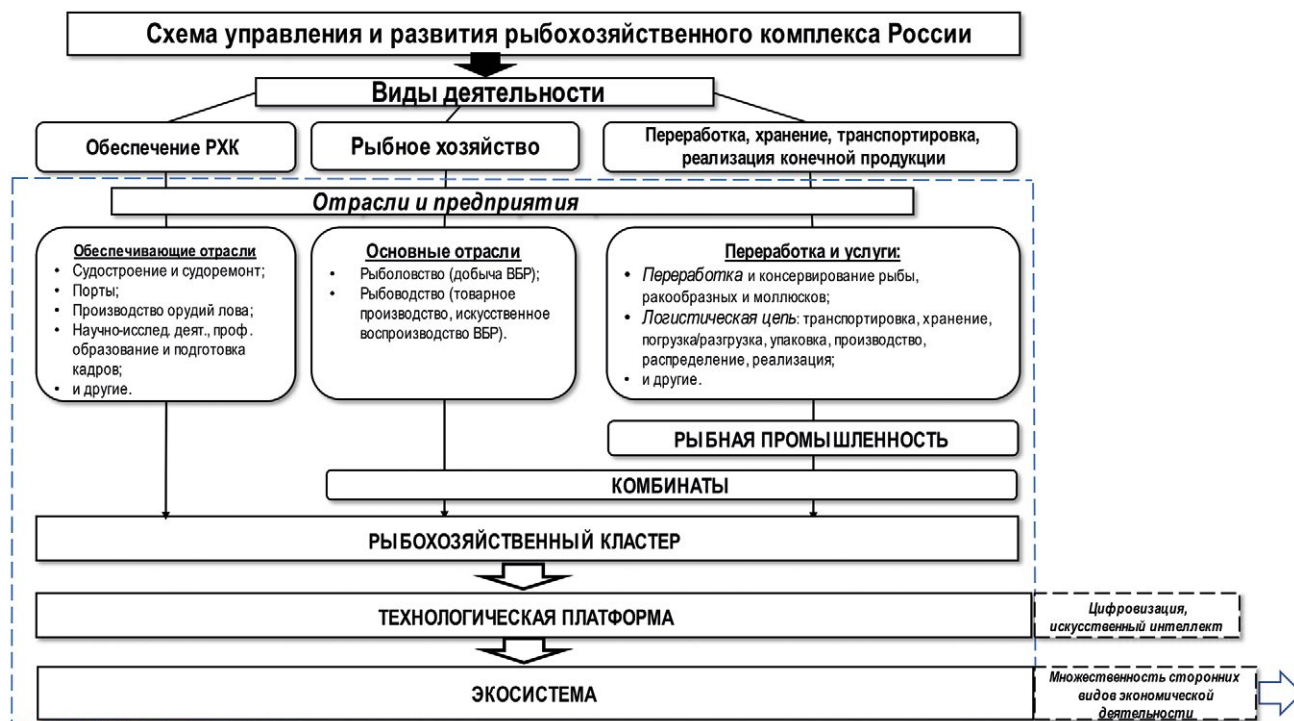 Схема управления и развития рыбохозяйственного комплекса России
Виды деятельности
Обеспечение РХК
Рыбное хозяйство
Переработка, хранение, транспортировка,
реализация конечной продукции
Отрасли и предприятия
Обеспечивающие отрасли
• Судостроение и судоремонт;
• Порты;
• Производство орудий лова;
• Научно-исслед. деят., проф.
образование и подготовка
кадров;
• и другие.
Основные отрасли
• Рыболовство (добыча ВБР);
• Рыбоводство (товарное
производство, искусственное
воспроизводство ВБР).
Переработка и услуги:
• Переработка и консервирование рыбы,
ракообразных и моллюсков;
• Логистическая цепь: транспортировка, хранение,
погрузка/разгрузка, упаковка, производство,
распределение, реализация;
• и другие.
РЫБНАЯ ПРОМЫШЛЕННОСТЬ
КОМБИНАТЫ
РЫБОХОЗЯЙСТВЕННЫЙ КЛАСТЕР
ТЕХНОЛОГИЧЕСКАЯ ПЛАТФОРМА
Цифровизация,
искусственный интеллект
ЭКОСИСТЕМА
Множественность сторонних
видов экономической
деятельности